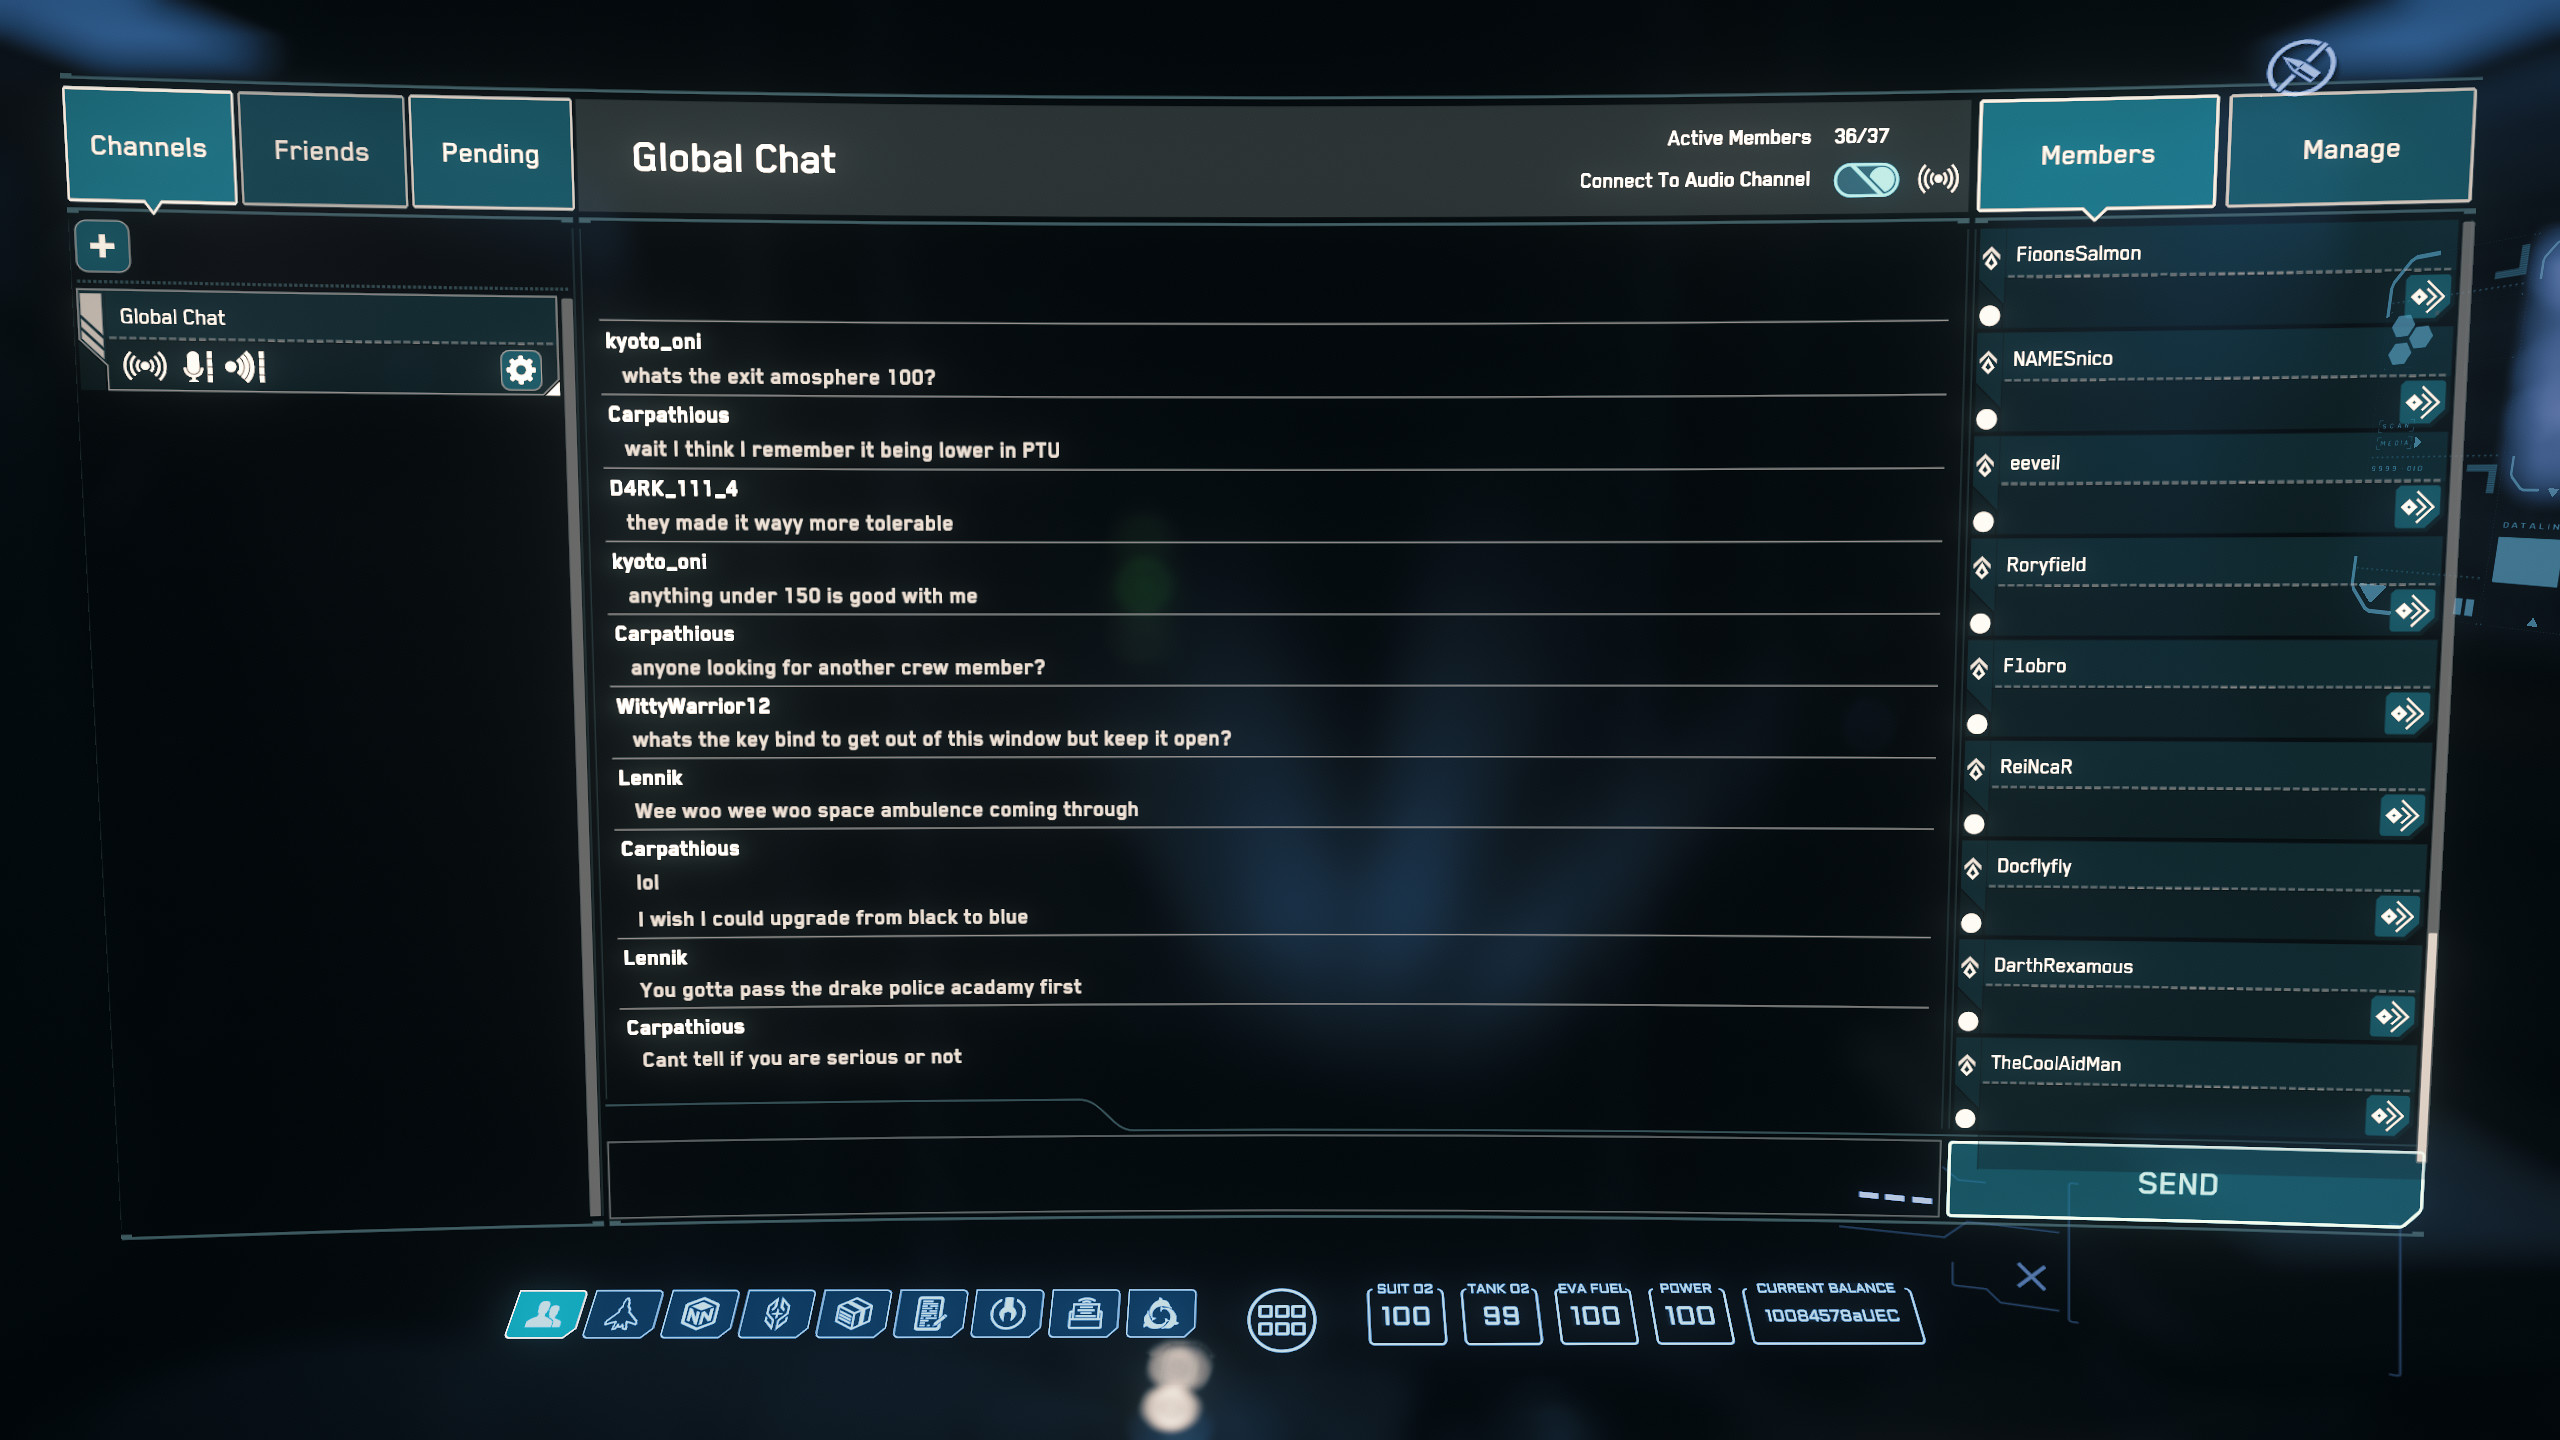 Channels
Friends
Pending
Global Chat
Active Members 36/37
Connect To Audio Channel
Members
Manage
Global Chat
kyoto_oni
whats the exit amosphere 100?
Carpathious
wait I think I remember it being lower in PTU
D4RK_111_4
they made it wayy more tolerable
kyoto_oni
anything under 150 is good with me
Carpathious
anyone looking for another crew member?
WittyWarrior12
whats the key bind to get out of this window but keep it open?
Lennik
Wee woo wee woo space ambulence coming through
Carpathious
lol
I wish I could upgrade from black to blue
Lennik
You gotta pass the drake police acadamy first
Carpathious
Cant tell if you are serious or not
FioonsSalmon
NAMESnico
eeveil
Roryfield
F1obro
ReiNcaR
Docflyfly
DarthRexamous
TheCoolAidMan
SCAN
MEDIA
DATALIN
SEND
SUIT O2
100
TANK O2
99
EVA FUEL
100
POWER
100
CURRENT BALANCE
10084578aUEC